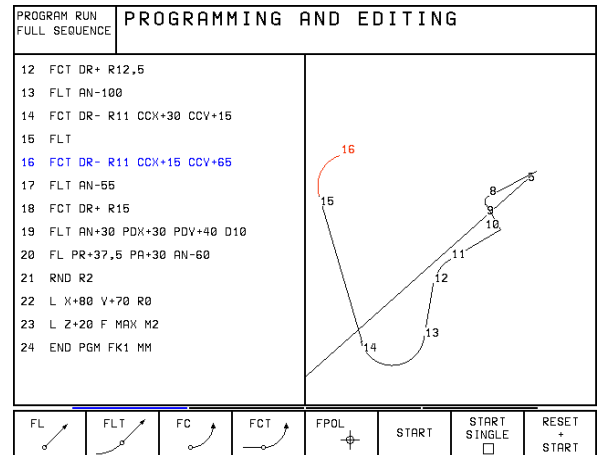 PROGRAM RUN
FULL SEQUENCE
PROGRAMMING AND EDITING
12 FCT DR+ R12,5
13 FLT AN-100
14 FCT DR- R11 CCX+30 CCY+15
15 FLT
16 FCT DR- R11 CCX+15 CCY+65
17 FLT AN-55
18 FCT DR+ R15
19 FLT AN+30 PDX+30 PDY+40 D10
20 FL PR+37,5 PA+30 AN-60
21 RND R2
22 L X+80 Y+70 R0
23 L Z+20 F MAX M2
24 END PGM FK1 MM
16
5
8
15
9
10
11
12
13
14
FL
FLT
FC
FCT
FPOL
START
START
SINGLE
RESET
+
START